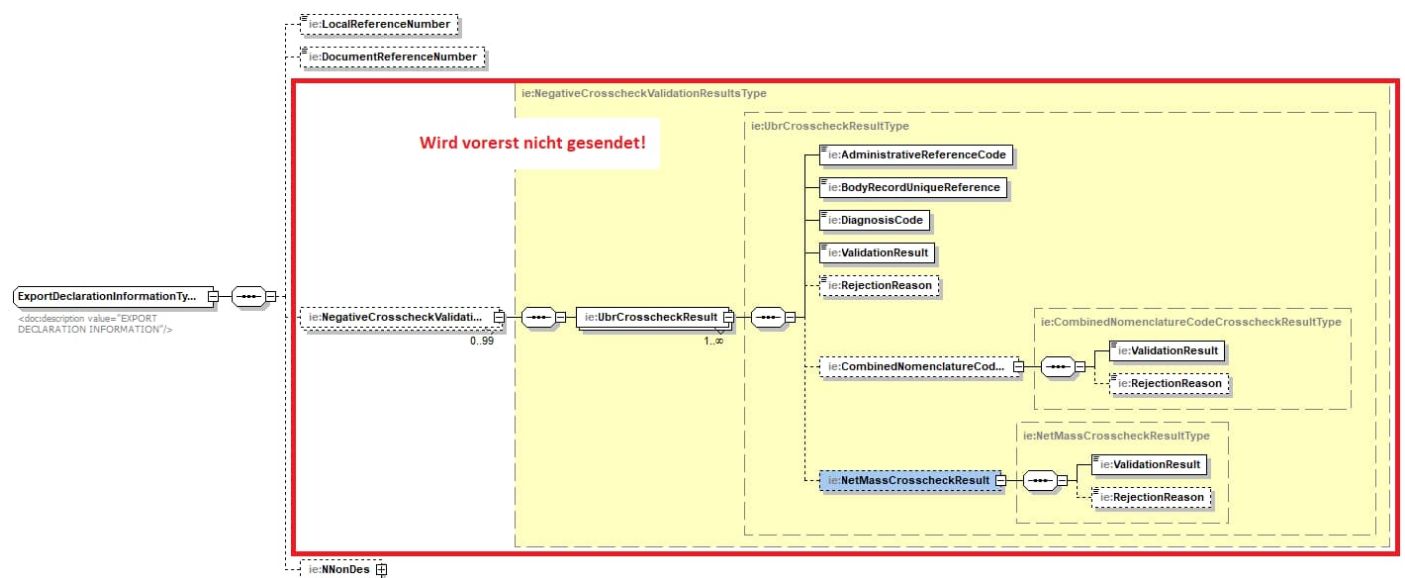 ie:LocalReferenceNumber
ie:DocumentReferenceNumber
ie:NegativeCrosscheckValidationResultsType
ie:UbrCrosscheckResultType
Wird vorerst nicht gesendet!
ie:AdministrativeReferenceCode
ie:BodyRecordUniqueReference
ie:DiagnosisCode
ie:ValidationResult
ie:RejectionReason
ExportDeclarationInformationTy...
<doc:description value="EXPORT
DECLARATION INFORMATION"/>
ie:NegativeCrosscheckValidati...
0..99
ie:UbrCrosscheckResult
1..∞
ie:CombinedNomenclatureCodeCrosscheckResultType
ie:CombinedNomenclatureCod...
ie:ValidationResult
ie:RejectionReason
ie:NetMassCrosscheckResultType
ie:NetMassCrosscheckResult
ie:ValidationResult
ie:RejectionReason
ie:NNonDes